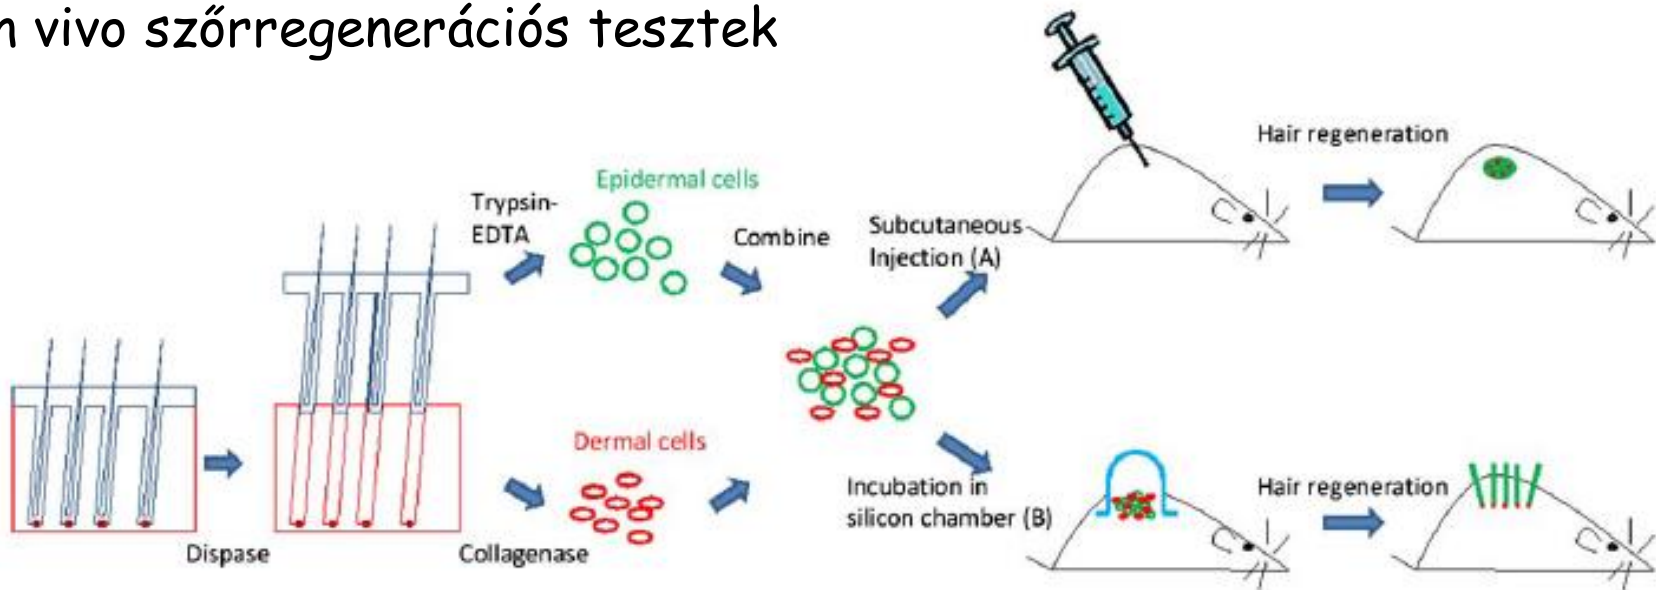 n vivo szőrregenerációs tesztek
Hair regeneration
Epidermal cells
Trypsin-
EDTA
Combine
Subcutaneous
Injection (A)
Dermal cells
Incubation in
silicon chamber (B)
Hair regeneration
Dispase
Collagenase